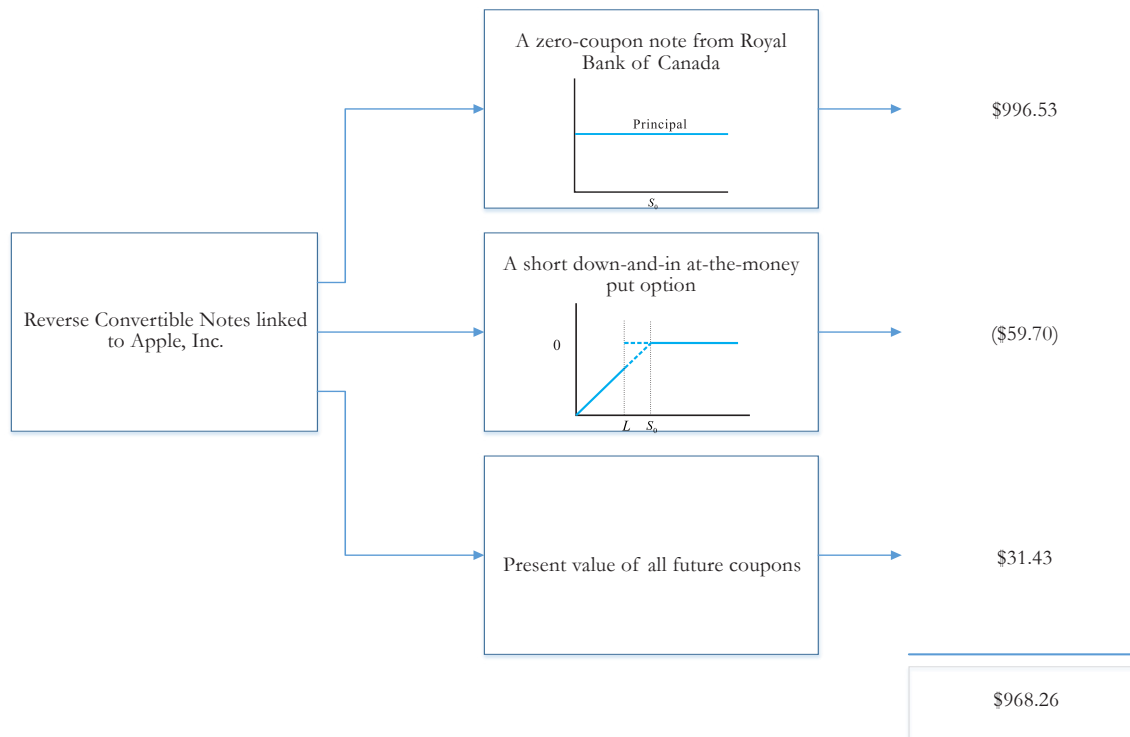 A zero-coupon note from Royal
Bank of Canada
Principal
S₀
$996.53
Reverse Convertible Notes linked
to Apple, Inc.
A short down-and-in at-the-money
put option
0
L S₀
($59.70)
Present value of all future coupons
$31.43
$968.26